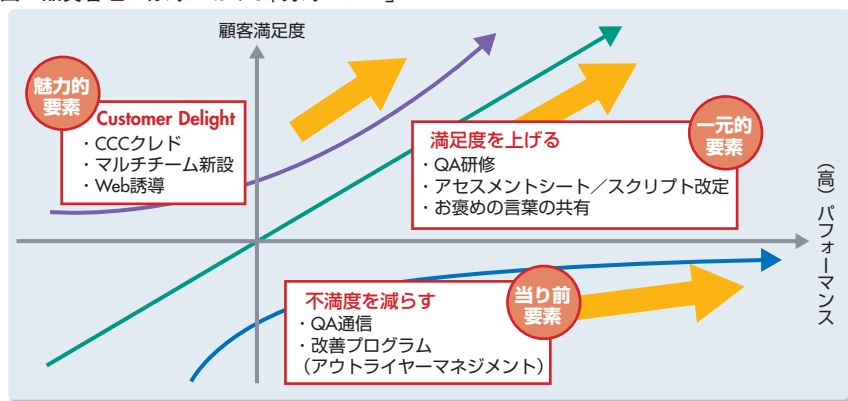 顧客満足度
魅力的
要素
Customer Delight
・CCCクレド
・マルチチーム新設
・Web誘導
一元的
要素
満足度を上げる
・QA研修
・アセスメントシート／スクリプト改定
・お褒めの言葉の共有
（高）パフォーマンス
当り前
要素
不満度を減らす
・QA通信
・改善プログラム
（アウトライヤーマネジメント）